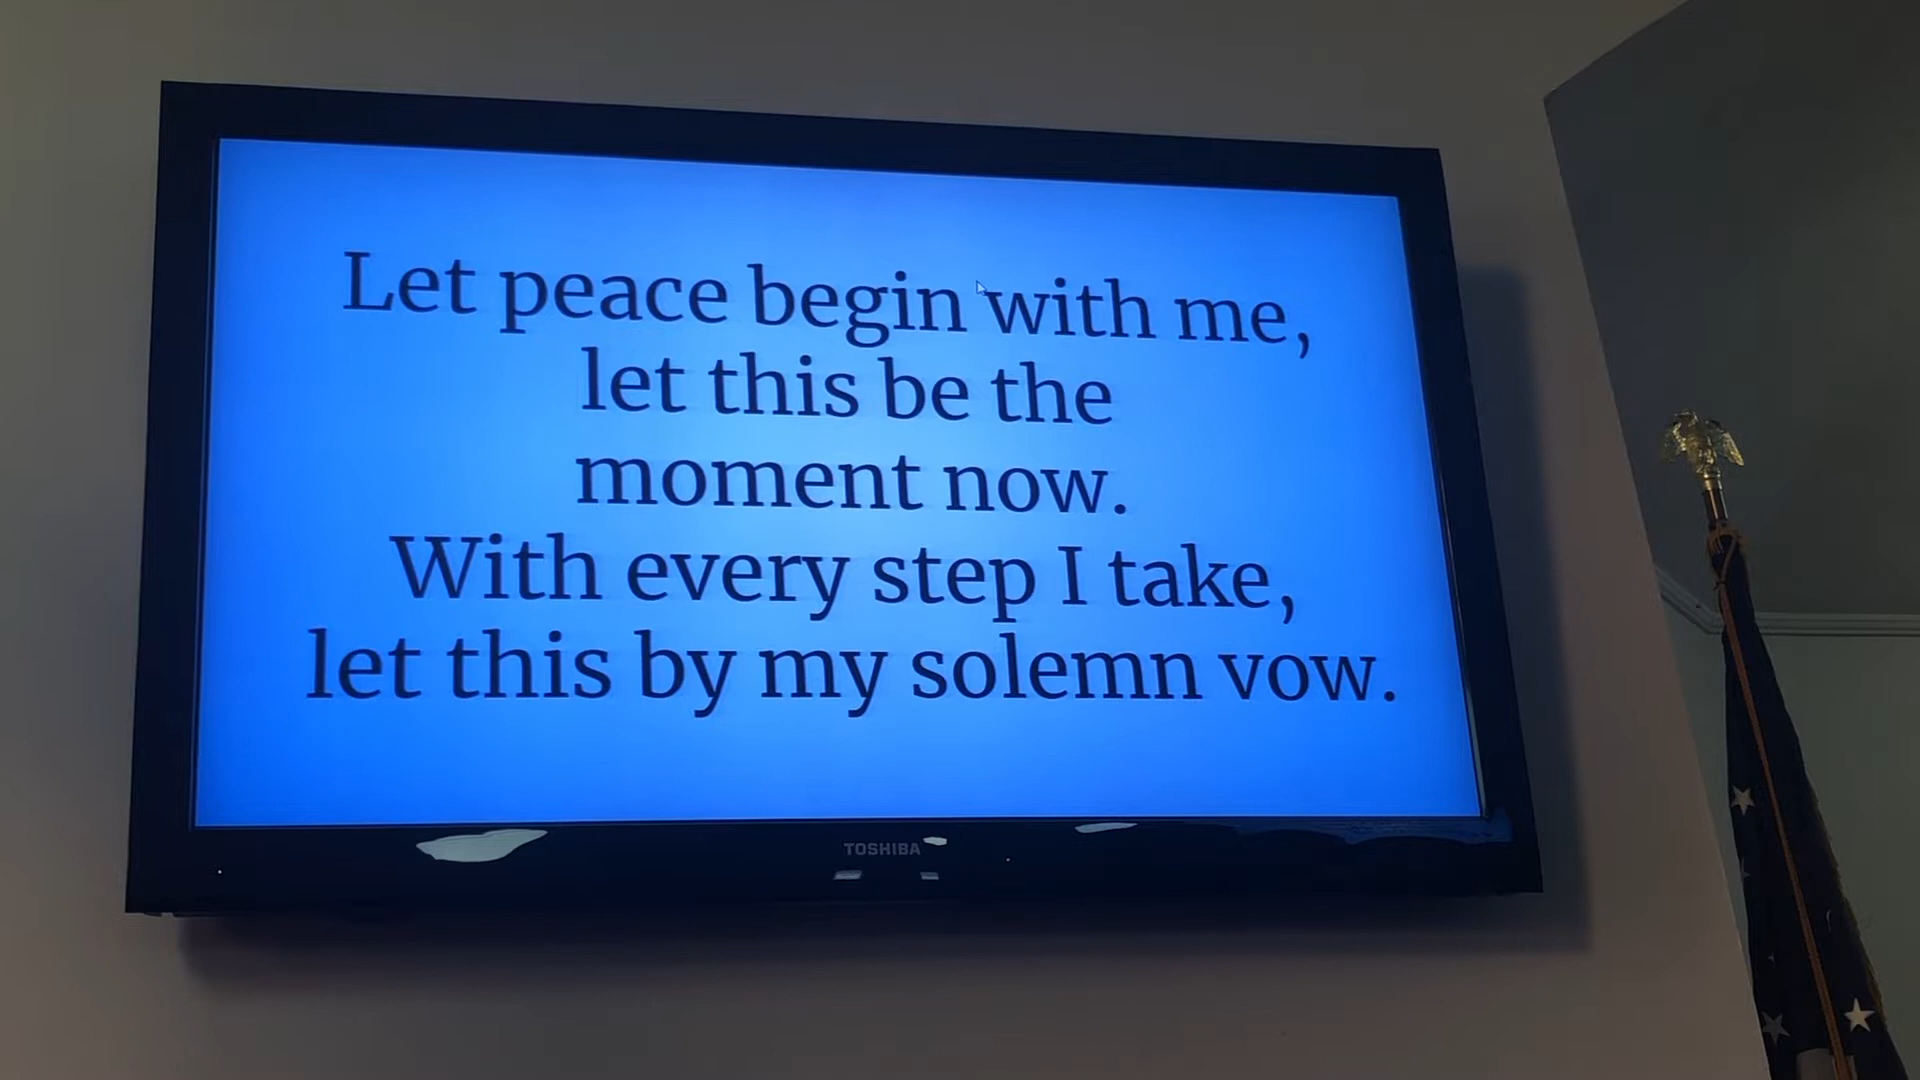 Let peace begin with me,
let this be the
moment now.
With every step I take,
let this by my solemn vow.
TOSHIBA